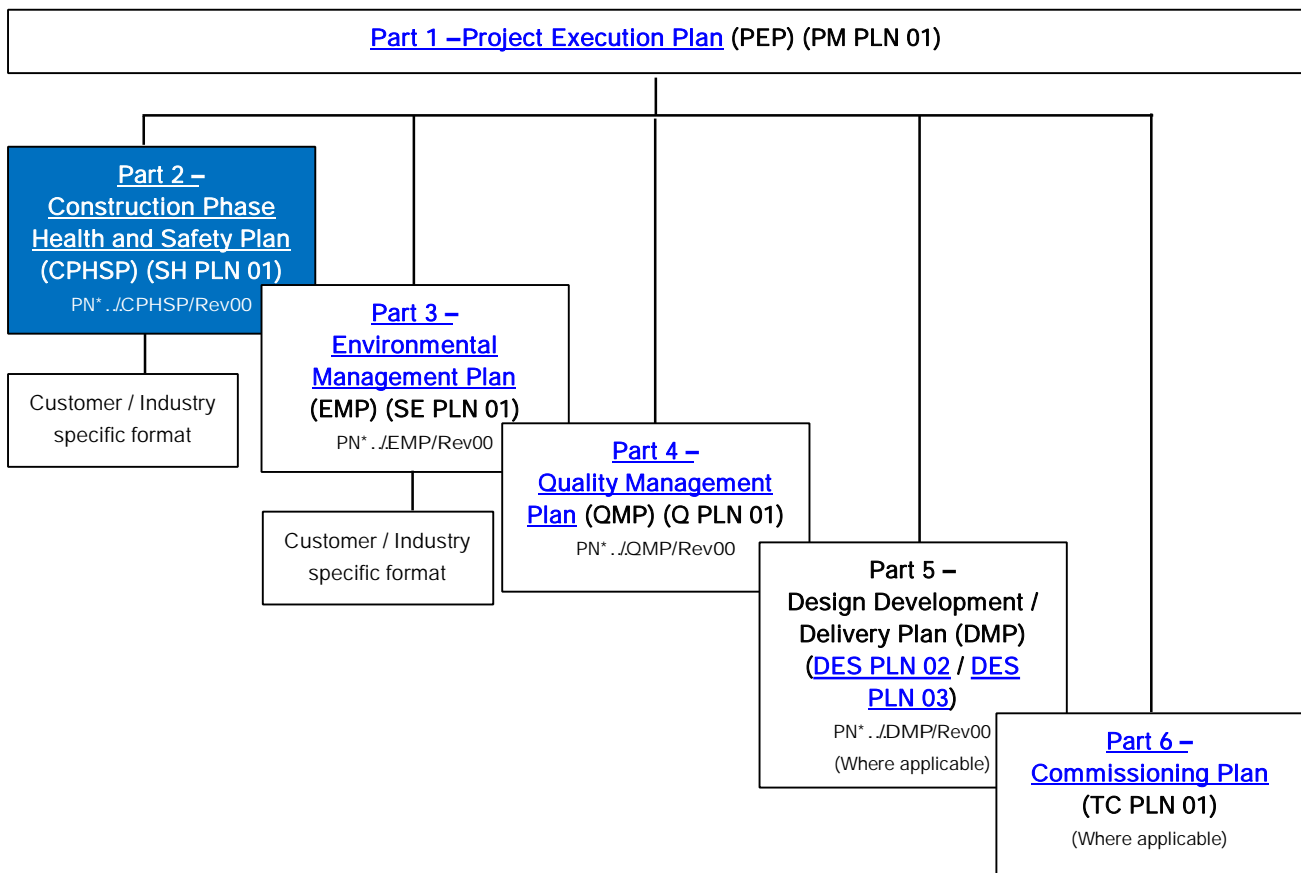 Part 1 –Project Execution Plan (PEP) (PM PLN 01)
Part 2 –
Construction Phase
Health and Safety Plan
(CPHSP) (SH PLN 01)
PN* ../CPHSP/Rev00
Customer / Industry
specific format
Part 3 –
Environmental
Management Plan
(EMP) (SE PLN 01)
PN* ../EMP/Rev00
Customer / Industry
specific format
Part 4 –
Quality Management
Plan (QMP) (Q PLN 01)
PN* ../QMP/Rev00
Part 5 –
Design Development /
Delivery Plan (DMP)
(DES PLN 02 / DES
PLN 03)
PN* ../DMP/Rev00
(Where applicable)
Part 6 –
Commissioning Plan
(TC PLN 01)
(Where applicable)